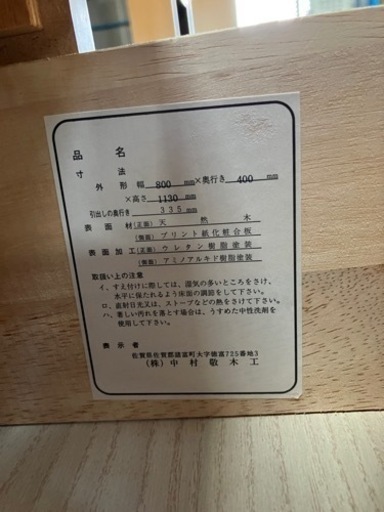 品名
寸法
外形 幅 800 mm×奥行き 400 mm
×高さ 1130 mm
引出しの奥行き 335 mm
表面材 (正面) 天然木
(側面) プリント紙化粧合板
表面加工 (正面) ウレタン樹脂塗装
(側面) アミノアルキド樹脂塗装
取扱い上の注意
イ、すえ付けに際しては、湿気の多いところをさけ、
水平に保たれるよう床面の調節をして下さい。
ロ、直射日光又は、ストーブなどの熱をさけて下さい。
ハ、著しい汚れを落とす場合は、うすめた中性洗剤を
使用して下さい。
表示者
佐賀県佐賀郡諸富町大字徳富725番地3
(株)中村敬木工